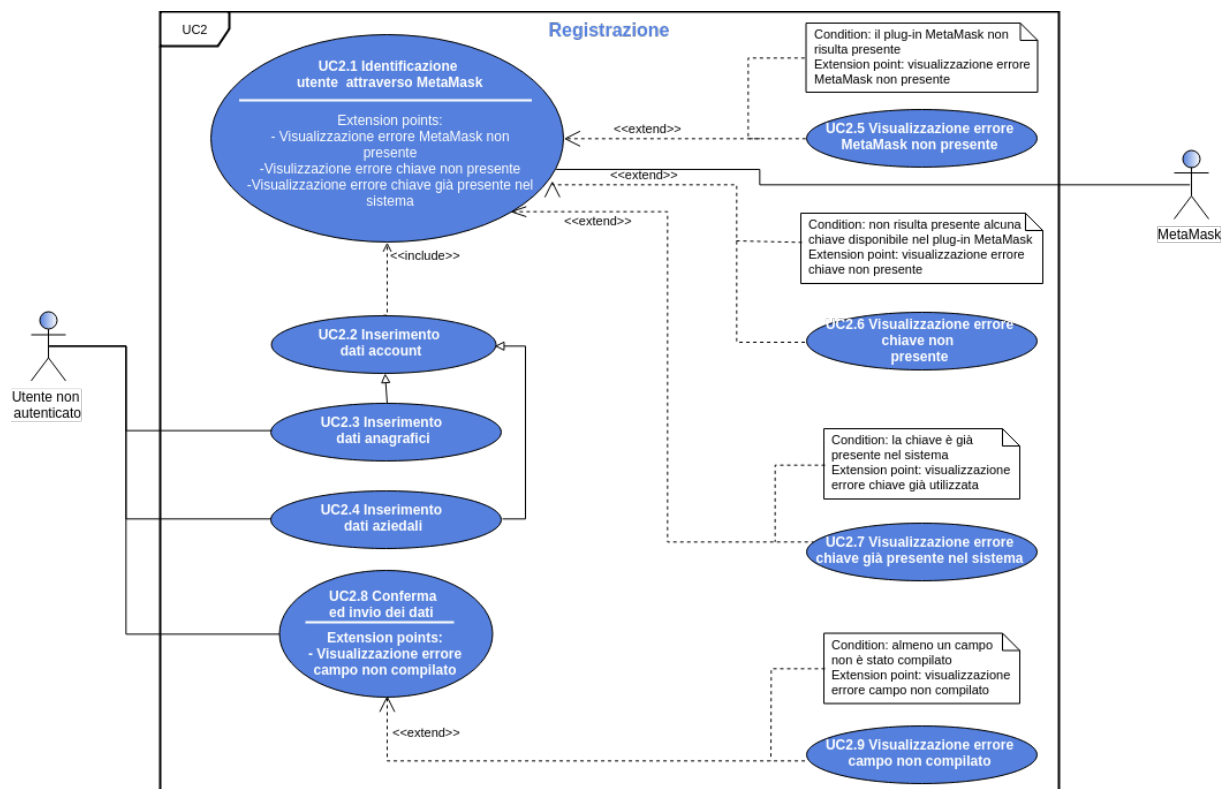 UC2
Registrazione
UC2.1 Identificazione
utente attraverso MetaMask
Extension points:
- Visualizzazione errore MetaMask non
presente
-Visulizzazione errore chiave non presente
-Visualizzazione errore chiave già presente nel
sistema
Condition: il plug-in MetaMask non
risulta presente
Extension point: visualizzazione errore
MetaMask non presente
<<extend>>
UC2.5 Visualizzazione errore
MetaMask non presente
<<extend>>
<<extend>>
MetaMask
Condition: non risulta presente alcuna
chiave disponibile nel plug-in MetaMask
Extension point: visualizzazione errore
chiave non presente
<<include>>
UC2.2 Inserimento
dati account
UC2.6 Visualizzazione errore
chiave non
presente
Utente non
autenticato
UC2.3 Inserimento
dati anagrafici
Condition: la chiave è già
presente nel sistema
Extension point: visualizzazione
errore chiave già utilizzata
UC2.4 Inserimento
dati aziedali
UC2.7 Visualizzazione errore
chiave già presente nel sistema
UC2.8 Conferma
ed invio dei dati
Extension points:
- Visualizzazione errore
campo non compilato
Condition: almeno un campo
non è stato compilato
Extension point: visualizzazione
errore campo non compilato
<<extend>>
UC2.9 Visualizzazione errore
campo non compilato